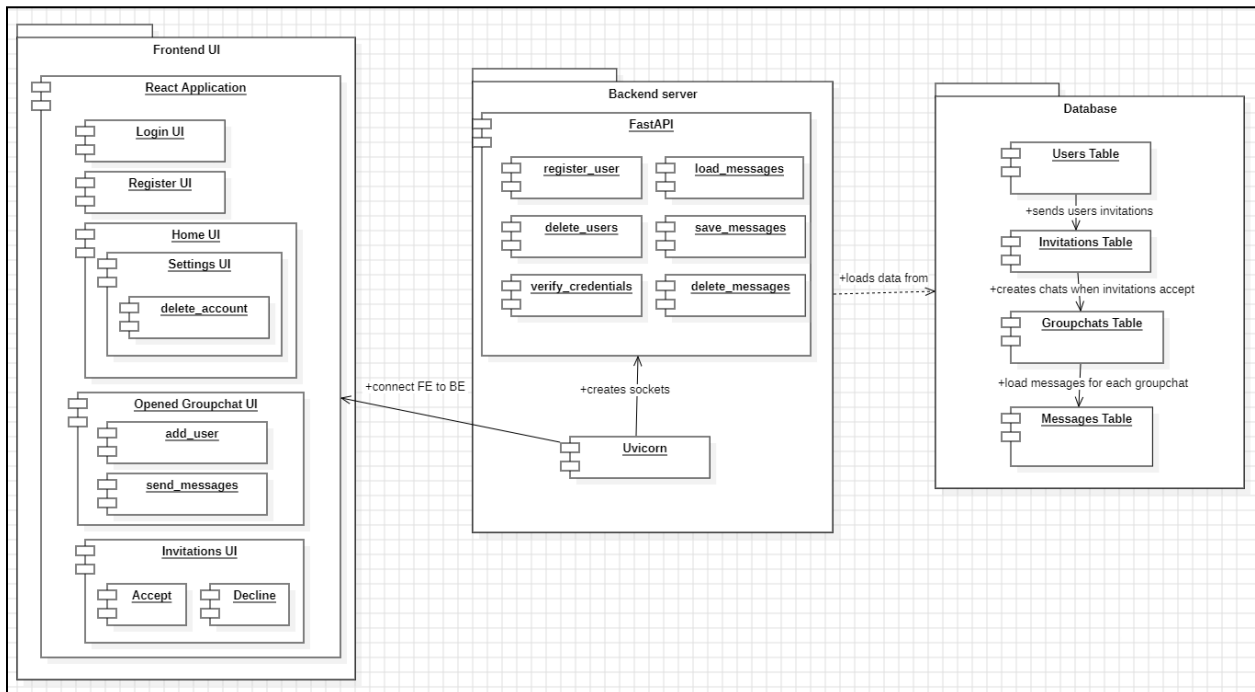 Frontend UI
React Application
Login UI
Register UI
Home UI
Settings UI
delete_account
Opened Groupchat UI
add_user
send_messages
Invitations UI
Accept
Decline
+connect FE to BE
Backend server
FastAPI
register_user
load_messages
delete_users
save_messages
verify_credentials
delete_messages
+creates sockets
Uvicorn
+loads data from
Database
Users Table
+sends users invitations
Invitations Table
+creates chats when invitations accept
Groupchats Table
+load messages for each groupchat
Messages Table